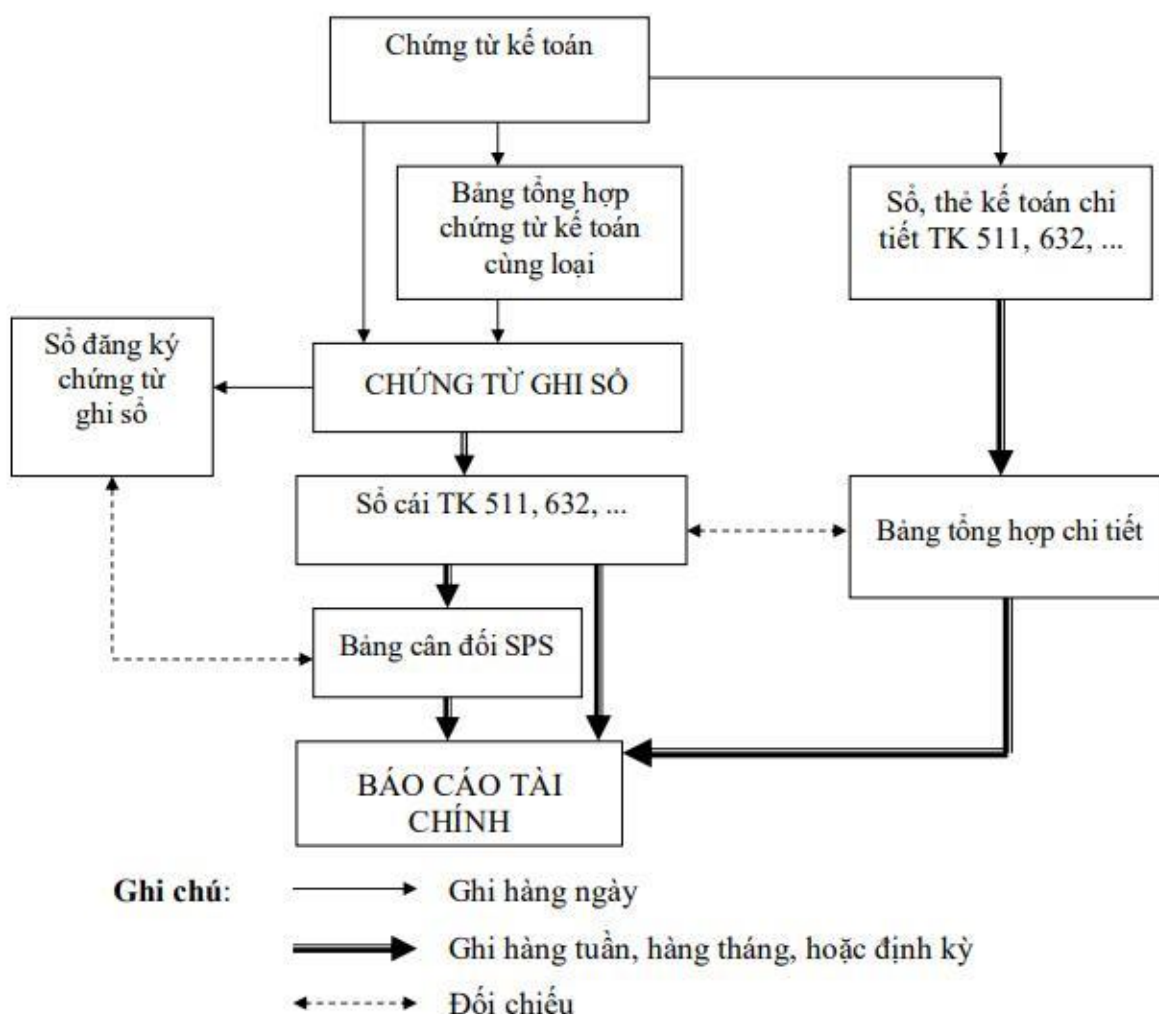 Chứng từ kế toán
Bảng tổng hợp
chứng từ kế toán
cùng loại
Sổ, thẻ kế toán chi
tiết TK 511, 632, ...
Sổ đăng ký
chứng từ
ghi sổ
CHỨNG TỪ GHI SỔ
Sổ cái TK 511, 632, ...
Bảng tổng hợp chi tiết
Bảng cân đối SPS
BÁO CÁO TÀI
CHÍNH
Ghi chú:
Ghi hàng ngày
Ghi hàng tuần, hàng tháng, hoặc định kỳ
Đối chiếu